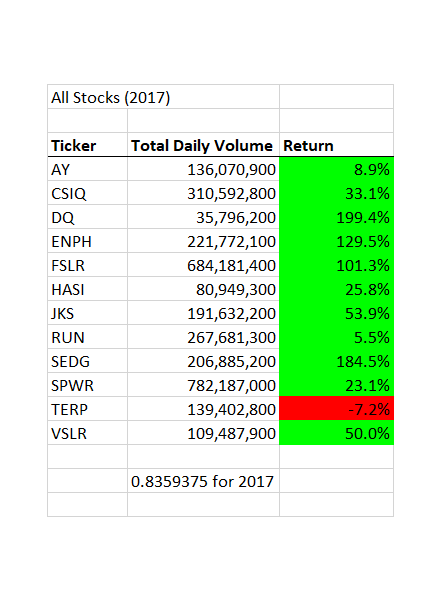 All Stocks (2017)
Ticker Total Daily Volume Return
AY 136,070,900 8.9%
CSIQ 310,592,800 33.1%
DQ 35,796,200 199.4%
ENPH 221,772,100 129.5%
FSLR 684,181,400 101.3%
HASI 80,949,300 25.8%
JKS 191,632,200 53.9%
RUN 267,681,300 5.5%
SEDG 206,885,200 184.5%
SPWR 782,187,000 23.1%
TERP 139,402,800 -7.2%
VSLR 109,487,900 50.0%
0.8359375 for 2017